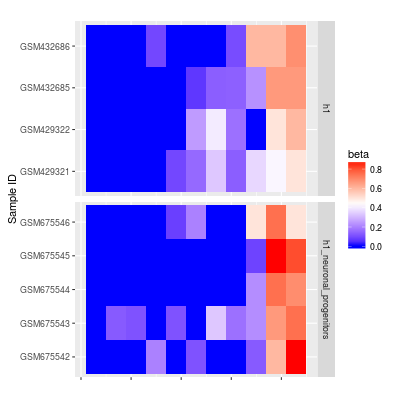 GSM432686
GSM432685
GSM429322
GSM429321
h1
GSM675546
GSM675545
GSM675544
GSM675543
GSM675542
h1_neuronal_progenitors
Sample ID
beta
0.8
0.6
0.4
0.2
0.0